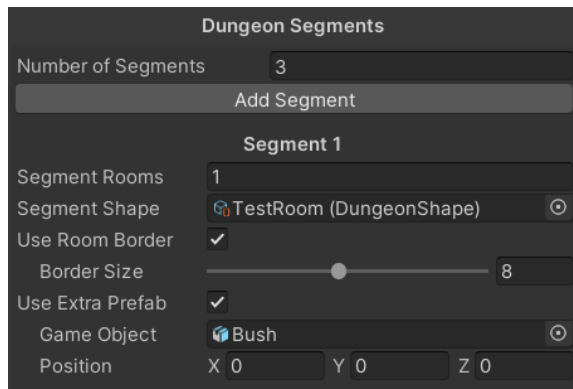 Dungeon Segments
Number of Segments 3
Add Segment
Segment 1
Segment Rooms 1
Segment Shape TestRoom (DungeonShape)
Use Room Border
Border Size 8
Use Extra Prefab
Game Object Bush
Position X 0 Y 0 Z 0